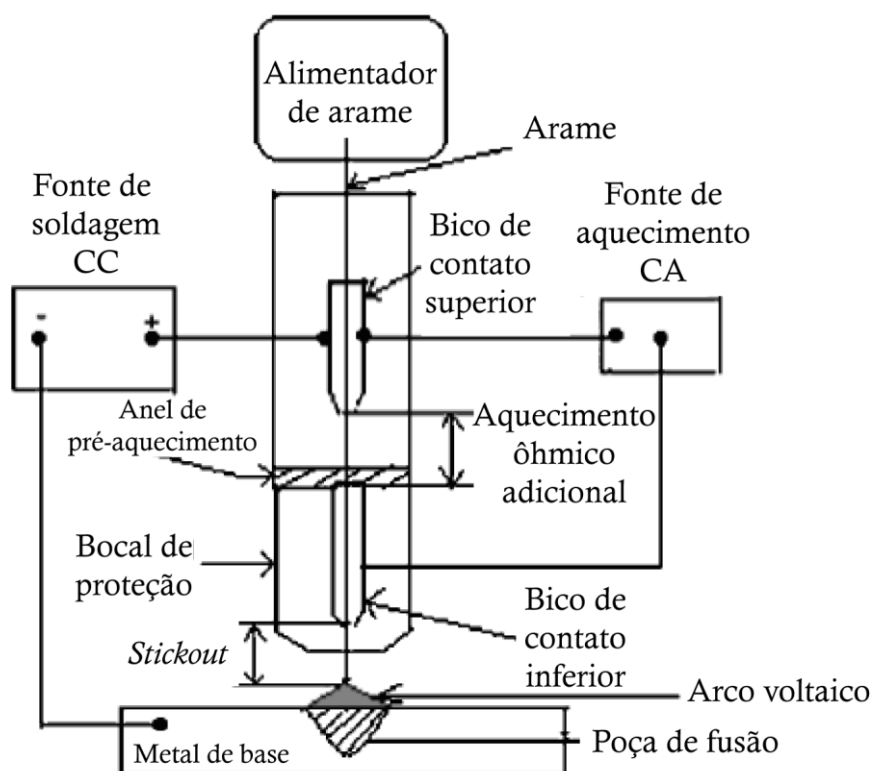 Alimentador
de arame
Arame
Fonte de
soldagem
CC
Bico de
contato
superior
Fonte de
aquecimento
CA
- +
Anel de
pré-aquecimento
Aquecimento
ôhmico
adicional
Bocal de
proteção
Bico de
contato
inferior
Stickout
Arco voltaico
Metal de base
Poça de fusão